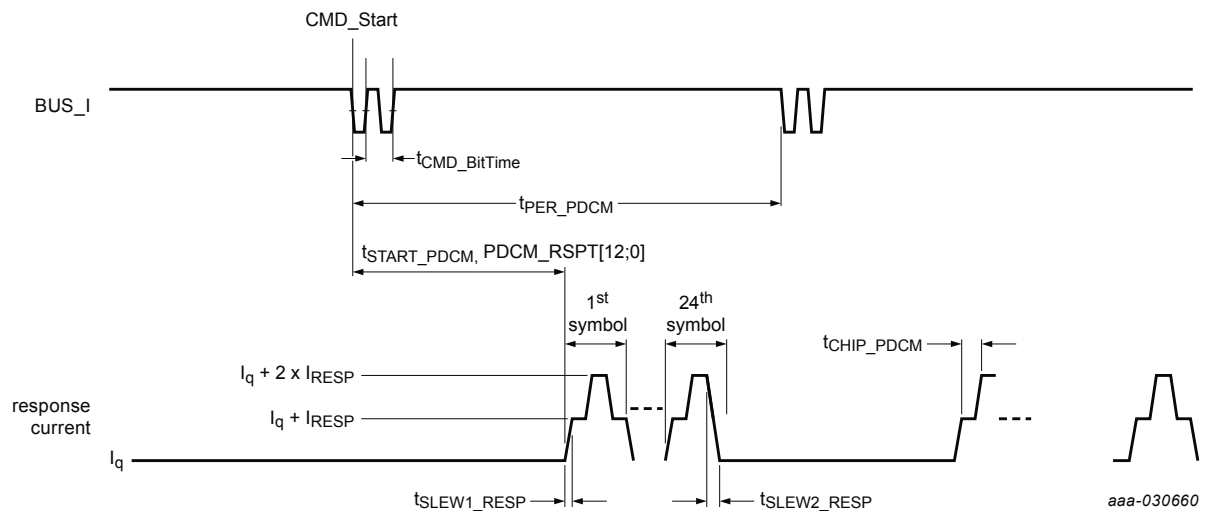 CMD_Start
BUS_I
tCMD_BitTime
tPER_PDCM
tSTART_PDCM, PDCM_RSPT[12;0]
1st
symbol
24th
symbol
tCHIP_PDCM
Iq + 2 x IRESP
Iq + IRESP
response
current
Iq
tSLEW1_RESP
tSLEW2_RESP
aaa-030660